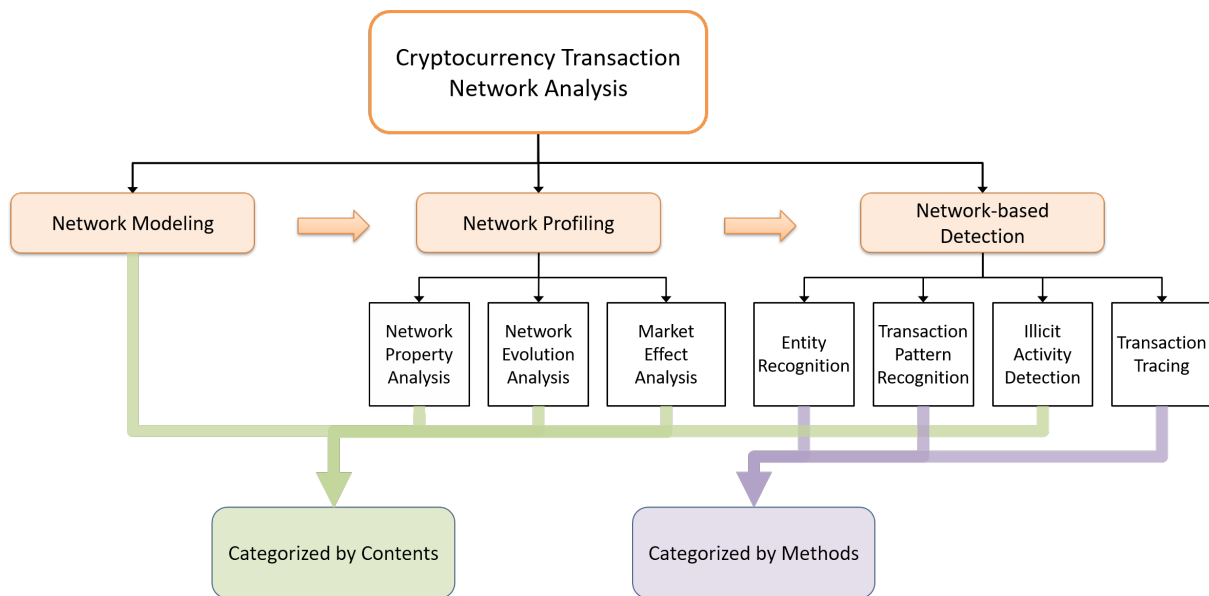 Cryptocurrency Transaction
Network Analysis
Network Modeling
Network Profiling
Network-based
Detection
Network
Property
Analysis
Network
Evolution
Analysis
Market
Effect
Analysis
Entity
Recognition
Transaction
Pattern
Recognition
Illicit
Activity
Detection
Transaction
Tracing
Categorized by Contents
Categorized by Methods